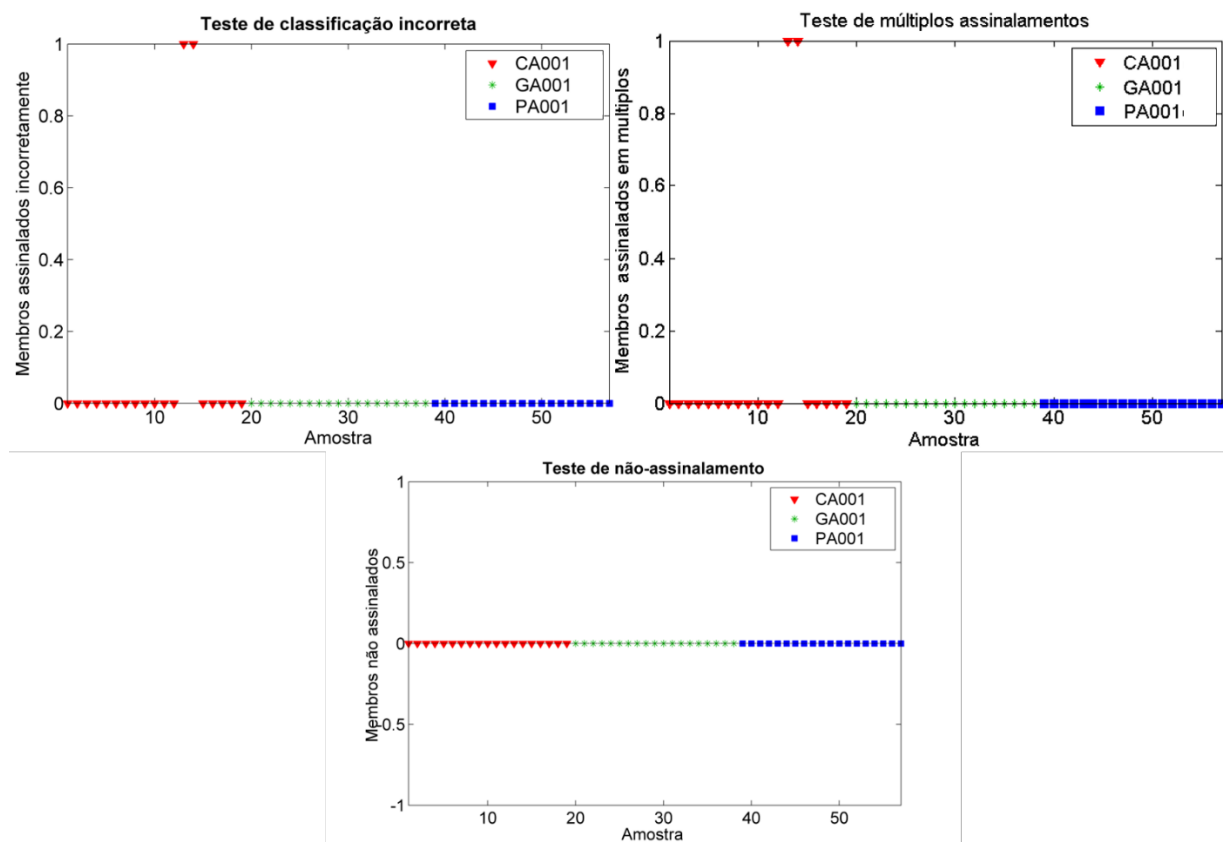 Teste de classificação incorreta
Membros assinalados incorretamente
1
0.8
0.6
0.4
0.2
0
10 20 30 40 50
Amostra
CA001
GA001
PA001
Teste de múltiplos assinalamentos
Membros assinalados em multiplos
1
0.8
0.6
0.4
0.2
0
10 20 30 40 50
Amostra
CA001
GA001
PA001
Teste de não-assinalamento
Membros não assinalados
1
0.5
0
-0.5
-1
10 20 30 40 50
Amostra
CA001
GA001
PA001